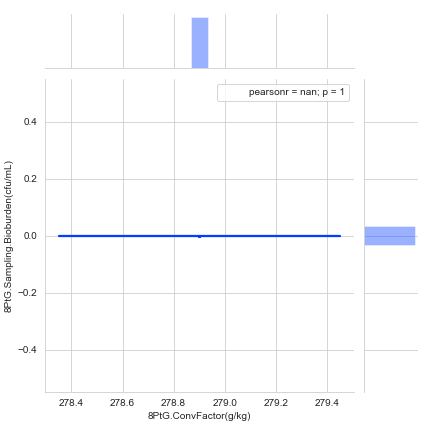 pearsonr = nan; p = 1
8PtG.Sampling.Bioburden(cfu/mL)
0.4
0.2
0.0
−0.2
−0.4
278.4 278.6 278.8 279.0 279.2 279.4
8PtG.ConvFactor(g/kg)